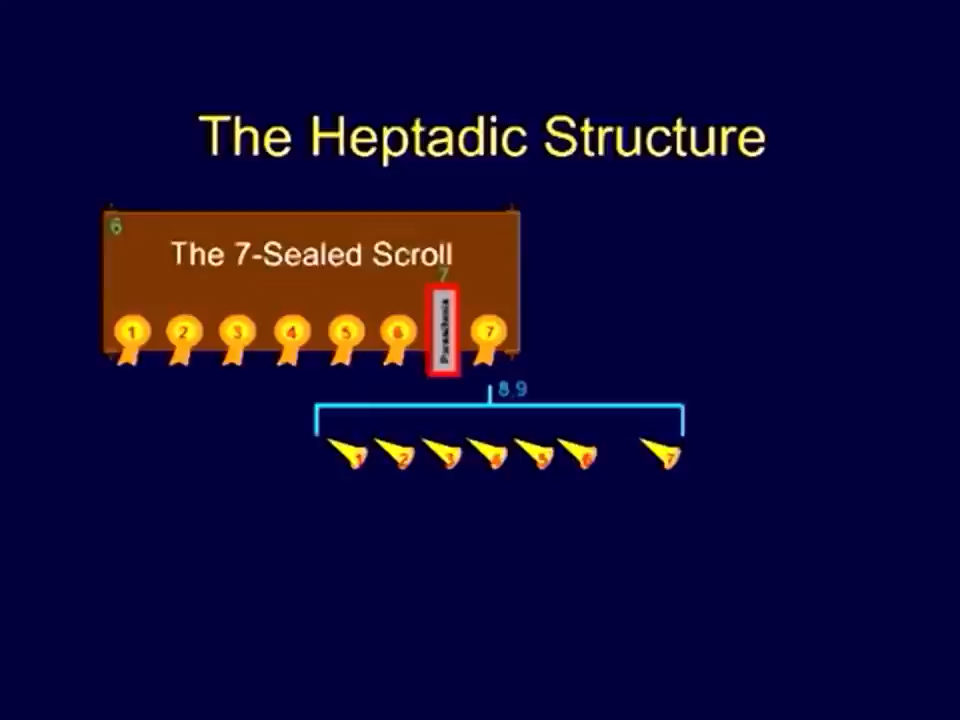 The Heptadic Structure
6
The 7-Sealed Scroll
7
1 2 3 4 5 6 Parenthesis 7
8,9
1 2 3 4 5 6 7